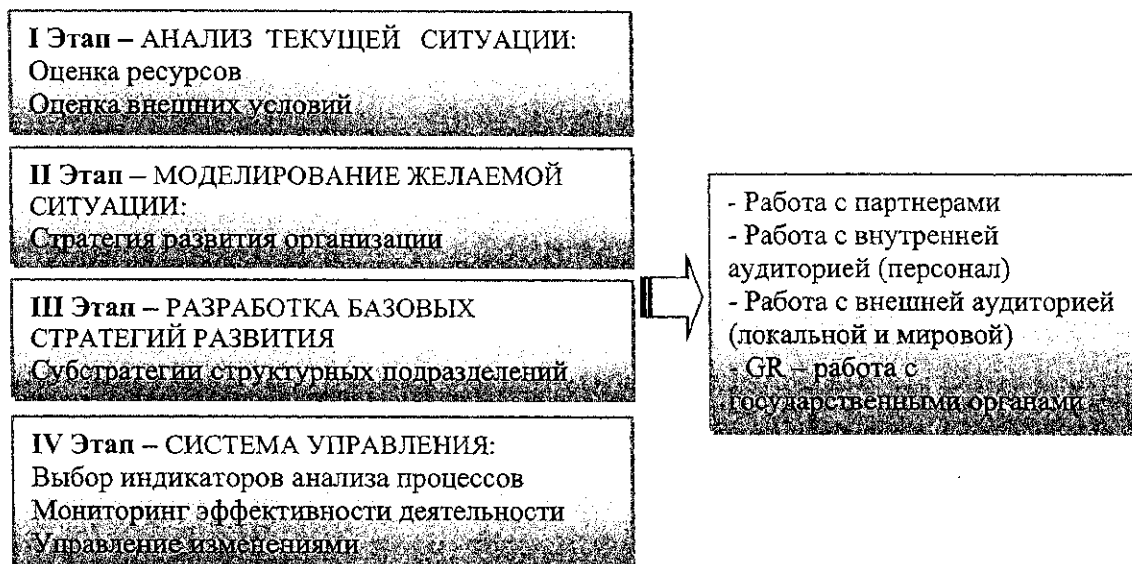 I Этап – АНАЛИЗ ТЕКУЩЕЙ СИТУАЦИИ:
Оценка ресурсов
Оценка внешних условий
II Этап – МОДЕЛИРОВАНИЕ ЖЕЛАЕМОЙ
СИТУАЦИИ:
Стратегия развития организации
III Этап – РАЗРАБОТКА БАЗОВЫХ
СТРАТЕГИЙ РАЗВИТИЯ
Субстратегии структурных подразделений
IV Этап – СИСТЕМА УПРАВЛЕНИЯ:
Выбор индикаторов анализа процессов
Мониторинг эффективности деятельности
Управление изменениями
- Работа с партнерами
- Работа с внутренней
аудиторией (персонал)
- Работа с внешней аудиторией
(локальной и мировой)
- GR – работа с
государственными органами